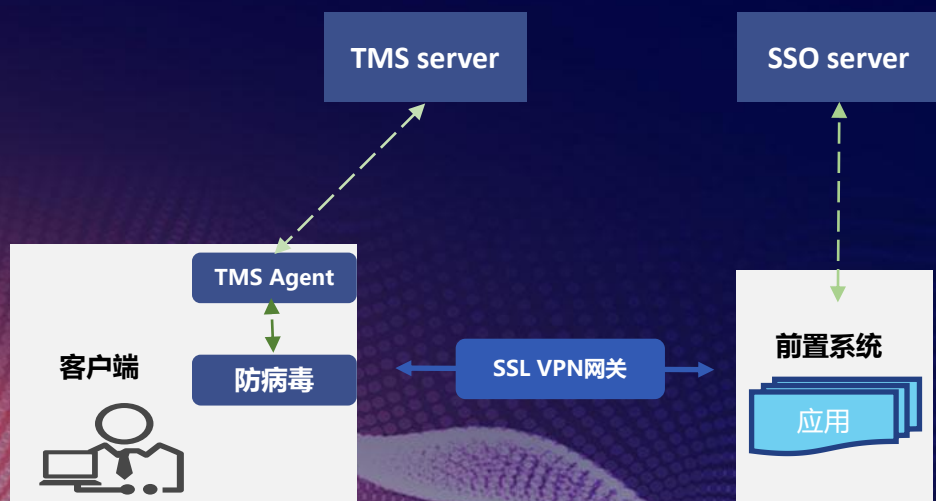 TMS server
SSO server
TMS Agent
客户端
防病毒
SSL VPN网关
前置系统
应用